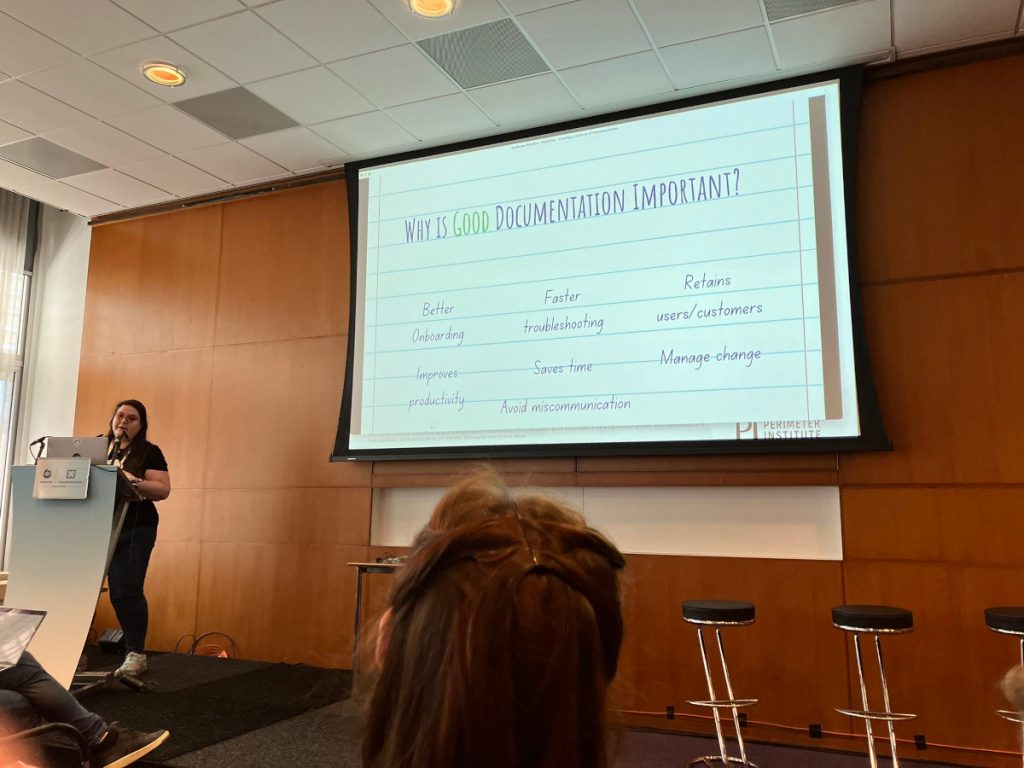 Why is Good Documentation Important?
Better
Onboarding
Faster
troubleshooting
Retains
users/customers
Improves
productivity
Saves time
Manage change
Avoid miscommunication
PI PERIMETER
INSTITUTE